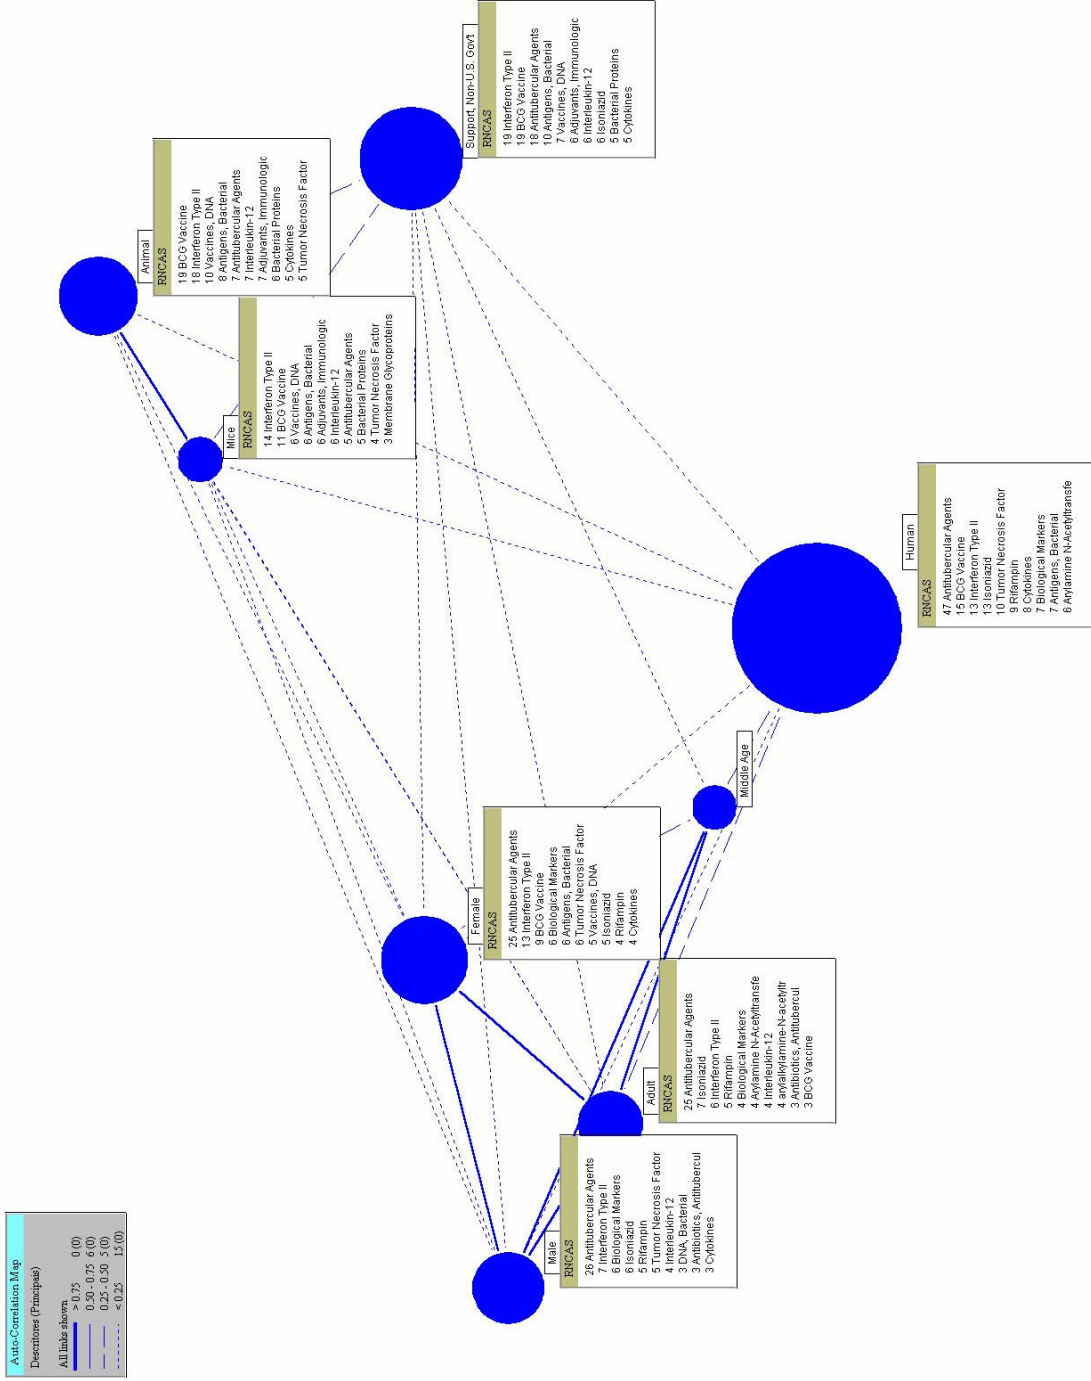 Auto-Correlation Map
Descritores (Principais)
All links shown
> 0.75 0 (0)
0.50 - 0.75 6 (0)
0.25 - 0.50 5 (0)
< 0.25 15 (0)
Male
RNCAS
26 Antitubercular Agents
7 Interferon Type II
6 Biological Markers
6 Isoniazid
5 Rifampin
5 Tumor Necrosis Factor
4 Interleukin-12
3 DNA, Bacterial
3 Antibiotics, Antitubercul
3 Cytokines
Adult
RNCAS
25 Antitubercular Agents
7 Isoniazid
6 Interferon Type II
5 Rifampin
4 Biological Markers
4 Arylamine N-Acetyltransfe
4 Interleukin-12
4 arylalkylamine-N-acetyltr
3 Antibiotics, Antitubercul
3 BCG Vaccine
Female
RNCAS
25 Antitubercular Agents
13 Interferon Type II
9 BCG Vaccine
6 Biological Markers
6 Antigens, Bacterial
6 Tumor Necrosis Factor
5 Vaccines, DNA
5 Isoniazid
4 Rifampin
4 Cytokines
Middle Age
Human
RNCAS
47 Antitubercular Agents
15 BCG Vaccine
13 Interferon Type II
13 Isoniazid
10 Tumor Necrosis Factor
9 Rifampin
8 Cytokines
7 Biological Markers
7 Antigens, Bacterial
6 Arylamine N-Acetyltransfe
Mice
RNCAS
14 Interferon Type II
11 BCG Vaccine
6 Vaccines, DNA
6 Antigens, Bacterial
6 Adjuvants, Immunologic
6 Interleukin-12
5 Antitubercular Agents
5 Bacterial Proteins
4 Tumor Necrosis Factor
3 Membrane Glycoproteins
Animal
RNCAS
19 BCG Vaccine
18 Interferon Type II
10 Vaccines, DNA
8 Antigens, Bacterial
7 Antitubercular Agents
7 Interleukin-12
7 Adjuvants, Immunologic
6 Bacterial Proteins
5 Cytokines
5 Tumor Necrosis Factor
Support, Non-U.S. Gov't
RNCAS
19 Interferon Type II
19 BCG Vaccine
18 Antitubercular Agents
10 Antigens, Bacterial
7 Vaccines, DNA
6 Adjuvants, Immunologic
6 Interleukin-12
6 Isoniazid
5 Bacterial Proteins
5 Cytokines